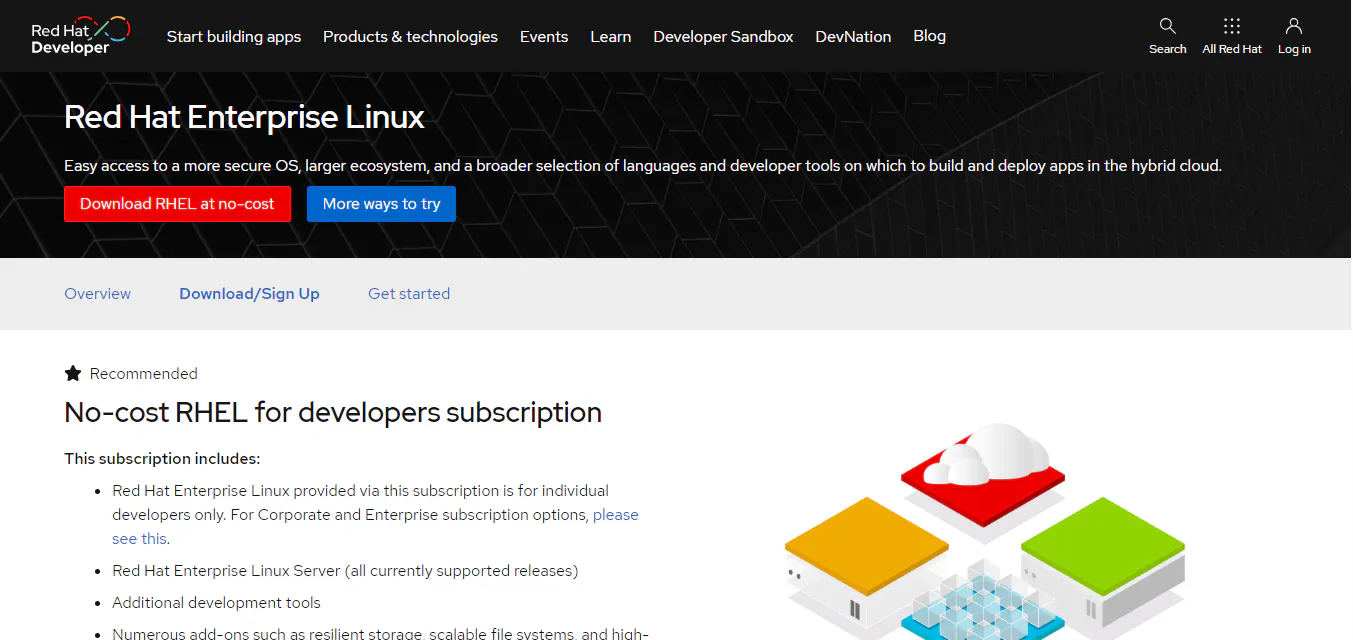 Red Hat
Developer
Start building apps
Products & technologies
Events
Learn
Developer Sandbox
DevNation
Blog
Search
All Red Hat
Log in
Red Hat Enterprise Linux
Easy access to a more secure OS, larger ecosystem, and a broader selection of languages and developer tools on which to build and deploy apps in the hybrid cloud.
Download RHEL at no-cost
More ways to try
Overview
Download/Sign Up
Get started
Recommended
No-cost RHEL for developers subscription
This subscription includes:
Red Hat Enterprise Linux provided via this subscription is for individual
developers only. For Corporate and Enterprise subscription options, please
see this.
Red Hat Enterprise Linux Server (all currently supported releases)
Additional development tools
Numerous add-ons such as resilient storage, scalable file systems, and high-